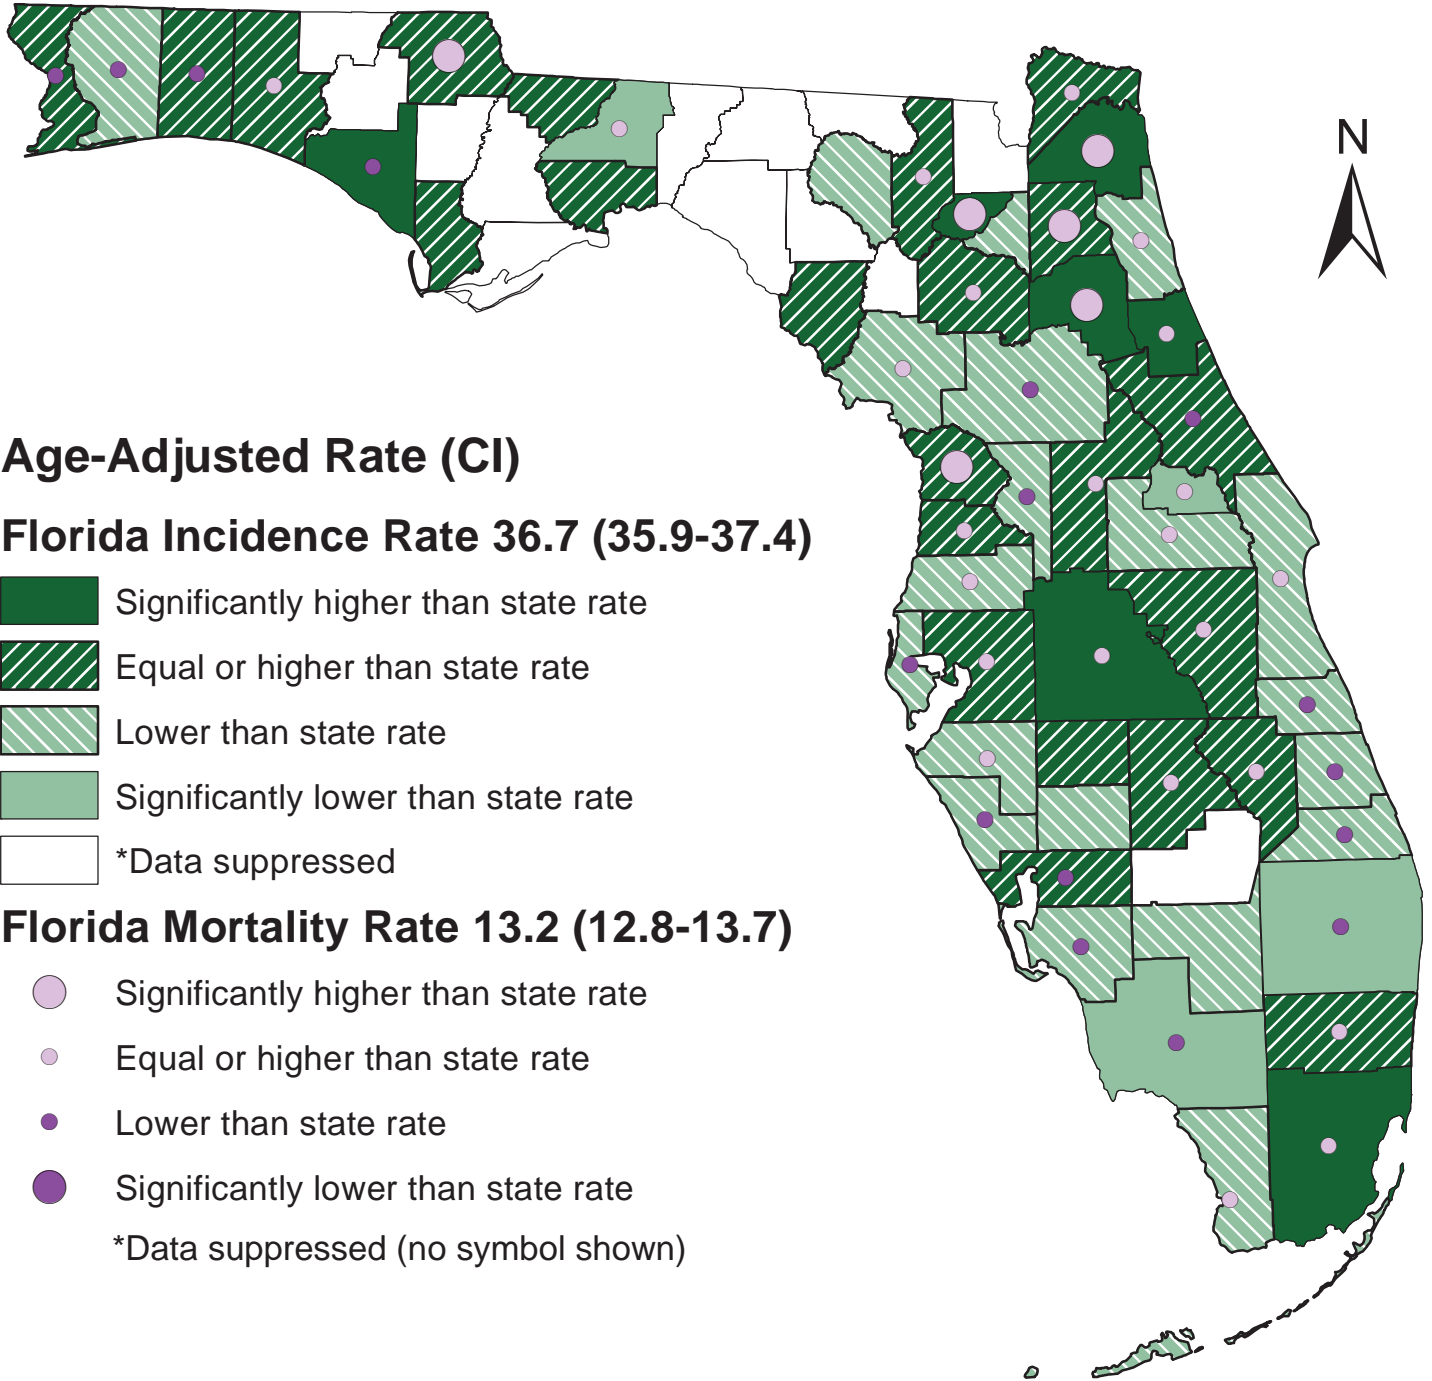 N
Age-Adjusted Rate (CI)
Florida Incidence Rate 36.7 (35.9-37.4)
Significantly higher than state rate
Equal or higher than state rate
Lower than state rate
Significantly lower than state rate
*Data suppressed
Florida Mortality Rate 13.2 (12.8-13.7)
Significantly higher than state rate
Equal or higher than state rate
Lower than state rate
Significantly lower than state rate
*Data suppressed (no symbol shown)